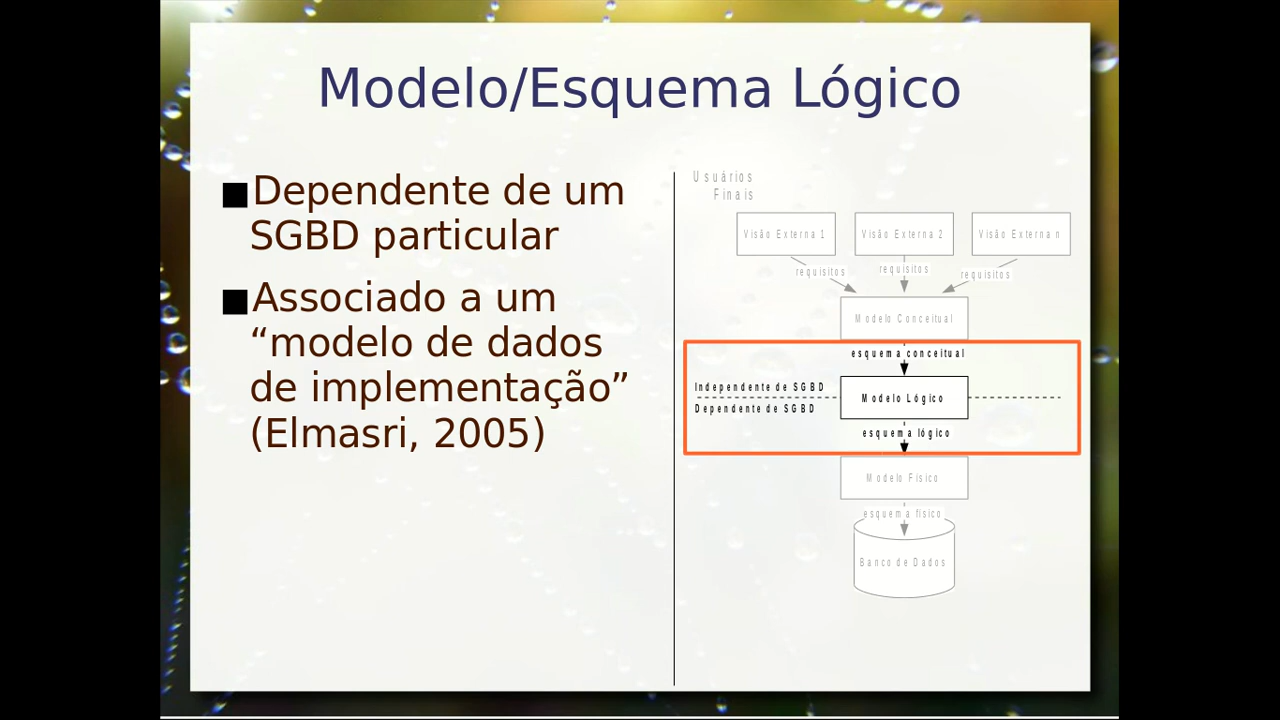 Modelo/Esquema Lógico
Dependente de um
SGBD particular
Associado a um
“modelo de dados
de implementação”
(Elmasri, 2005)
Usuários
Finais
Visão Externa 1
Visão Externa 2
Visão Externa n
requisitos
requisitos
requisitos
Modelo Conceitual
esquema conceitual
Independente de SGBD
Modelo Lógico
Dependente de SGBD
esquema lógico
Modelo Físico
esquema físico
Banco de Dados